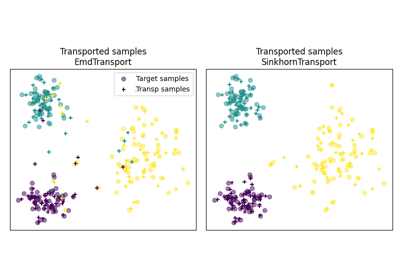 Transported samples
EmdTransport
Target samples
Transp samples
Transported samples
SinkhornTransport